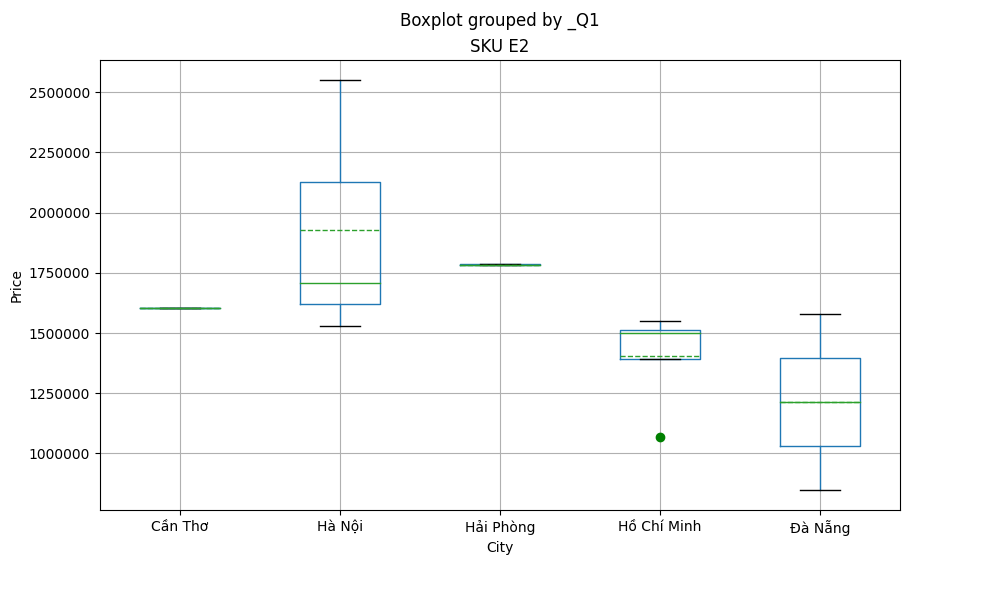 Boxplot grouped by _Q1
SKU E2
2500000
2250000
2000000
1750000
1500000
1250000
1000000
Price
Cần Thơ
Hà Nội
Hải Phòng
Hồ Chí Minh
Đà Nẵng
City